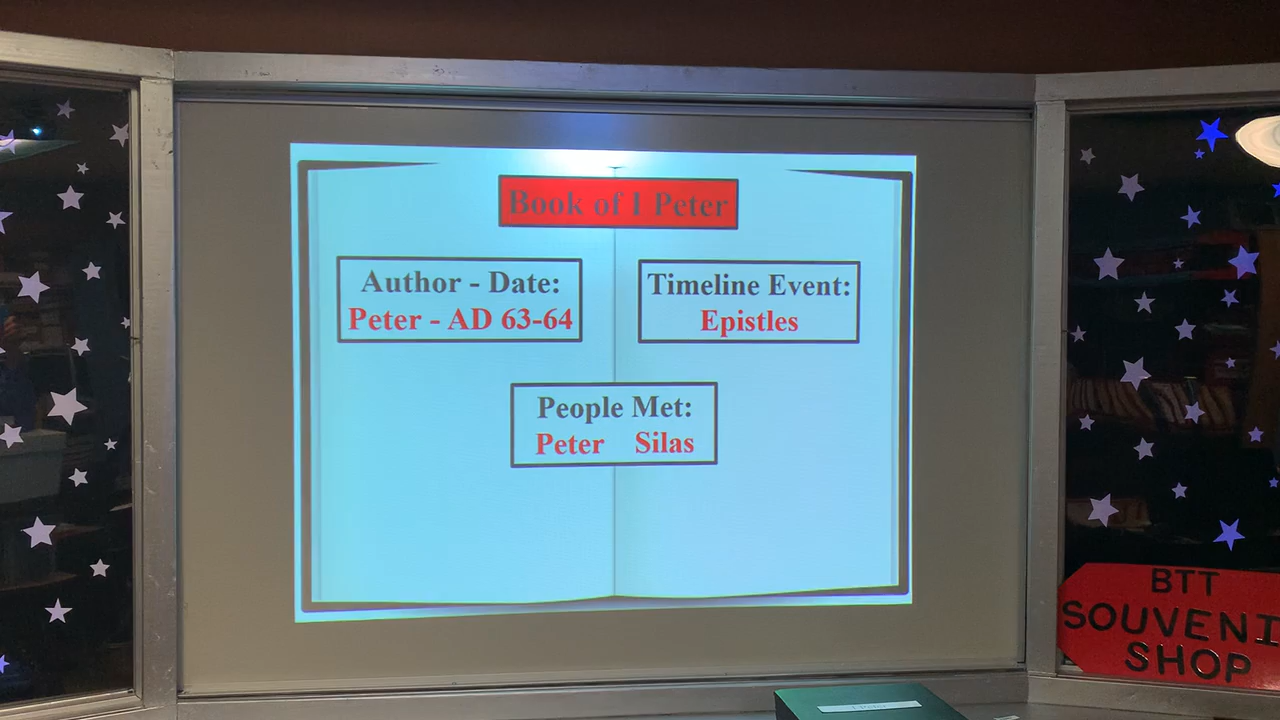 Book of 1 Peter
Author - Date:
Peter - AD 63-64
Timeline Event:
Epistles
People Met:
Peter Silas
BTT
SOUVENI
SHOP